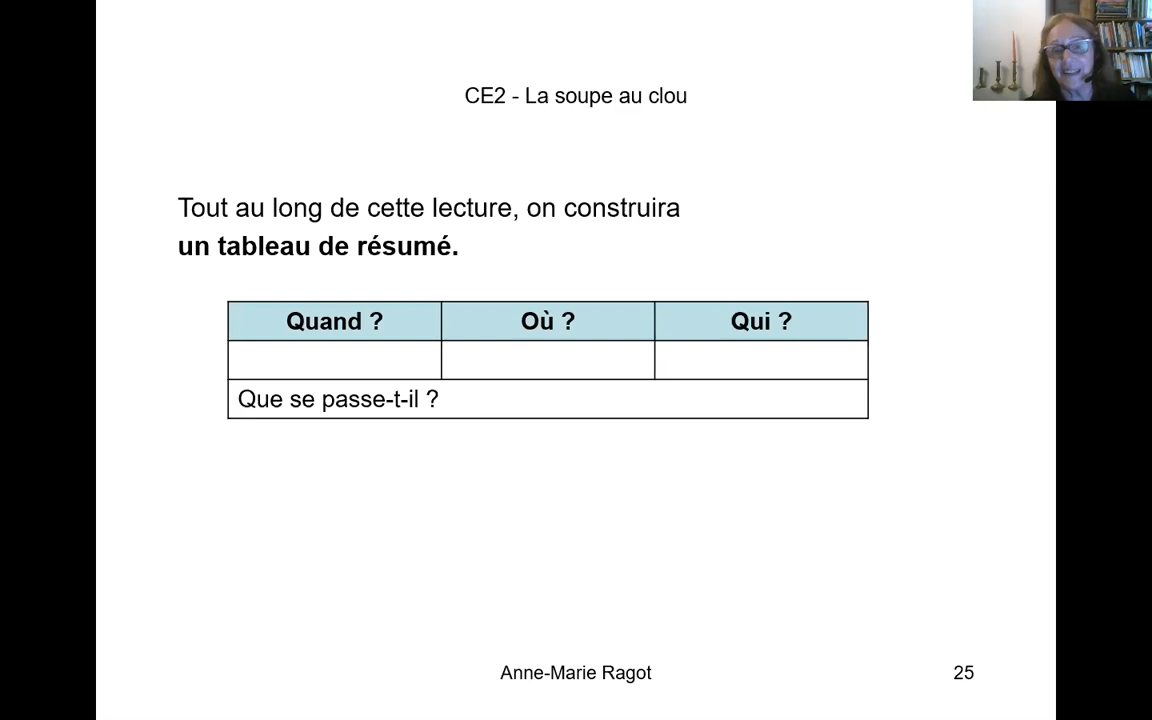 CE2 - La soupe au clou
Tout au long de cette lecture, on construira
un tableau de résumé.
Quand ? Où ? Qui ?
Que se passe-t-il ?
Anne-Marie Ragot 25